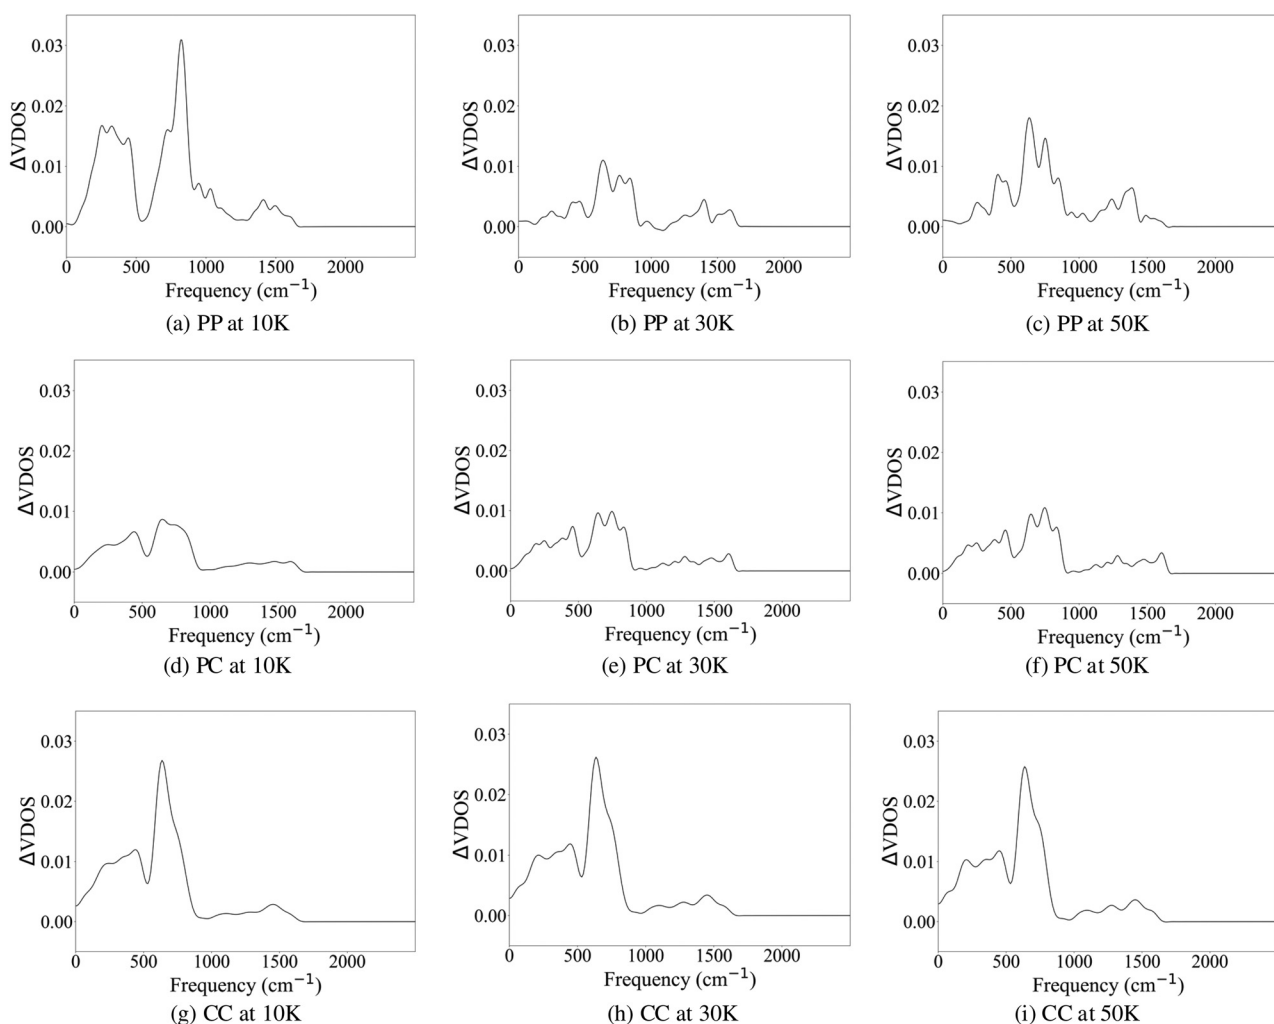 0.03
0.02
0.01
0.00
ΔVDOS
0 500 1000 1500 2000
Frequency (cm⁻¹)
(a) PP at 10K
0.03
0.02
0.01
0.00
ΔVDOS
0 500 1000 1500 2000
Frequency (cm⁻¹)
(b) PP at 30K
0.03
0.02
0.01
0.00
ΔVDOS
0 500 1000 1500 2000
Frequency (cm⁻¹)
(c) PP at 50K
0.03
0.02
0.01
0.00
ΔVDOS
0 500 1000 1500 2000
Frequency (cm⁻¹)
(d) PC at 10K
0.03
0.02
0.01
0.00
ΔVDOS
0 500 1000 1500 2000
Frequency (cm⁻¹)
(e) PC at 30K
0.03
0.02
0.01
0.00
ΔVDOS
0 500 1000 1500 2000
Frequency (cm⁻¹)
(f) PC at 50K
0.03
0.02
0.01
0.00
ΔVDOS
0 500 1000 1500 2000
Frequency (cm⁻¹)
(g) CC at 10K
0.03
0.02
0.01
0.00
ΔVDOS
0 500 1000 1500 2000
Frequency (cm⁻¹)
(h) CC at 30K
0.03
0.02
0.01
0.00
ΔVDOS
0 500 1000 1500 2000
Frequency (cm⁻¹)
(i) CC at 50K